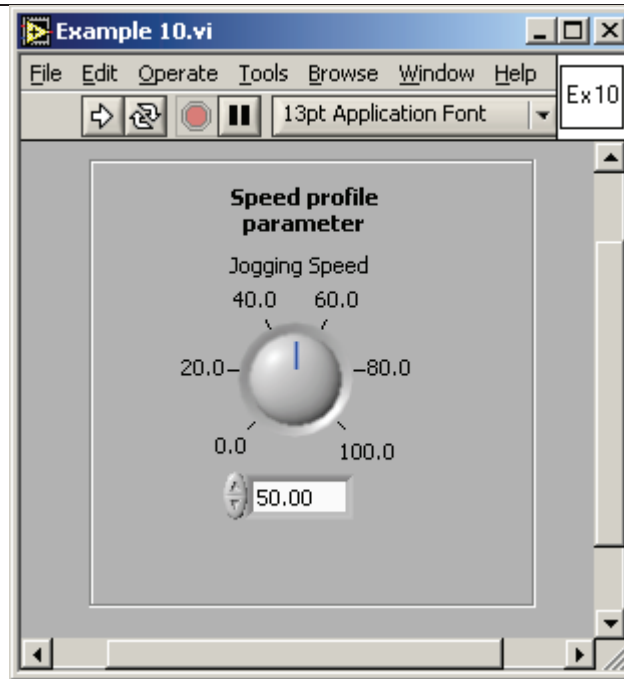 Example 10.vi
File Edit Operate Tools Browse Window Help
13pt Application Font
Ex10
Speed profile
parameter
Jogging Speed
40.0 60.0
20.0 80.0
0.0 100.0
50.00